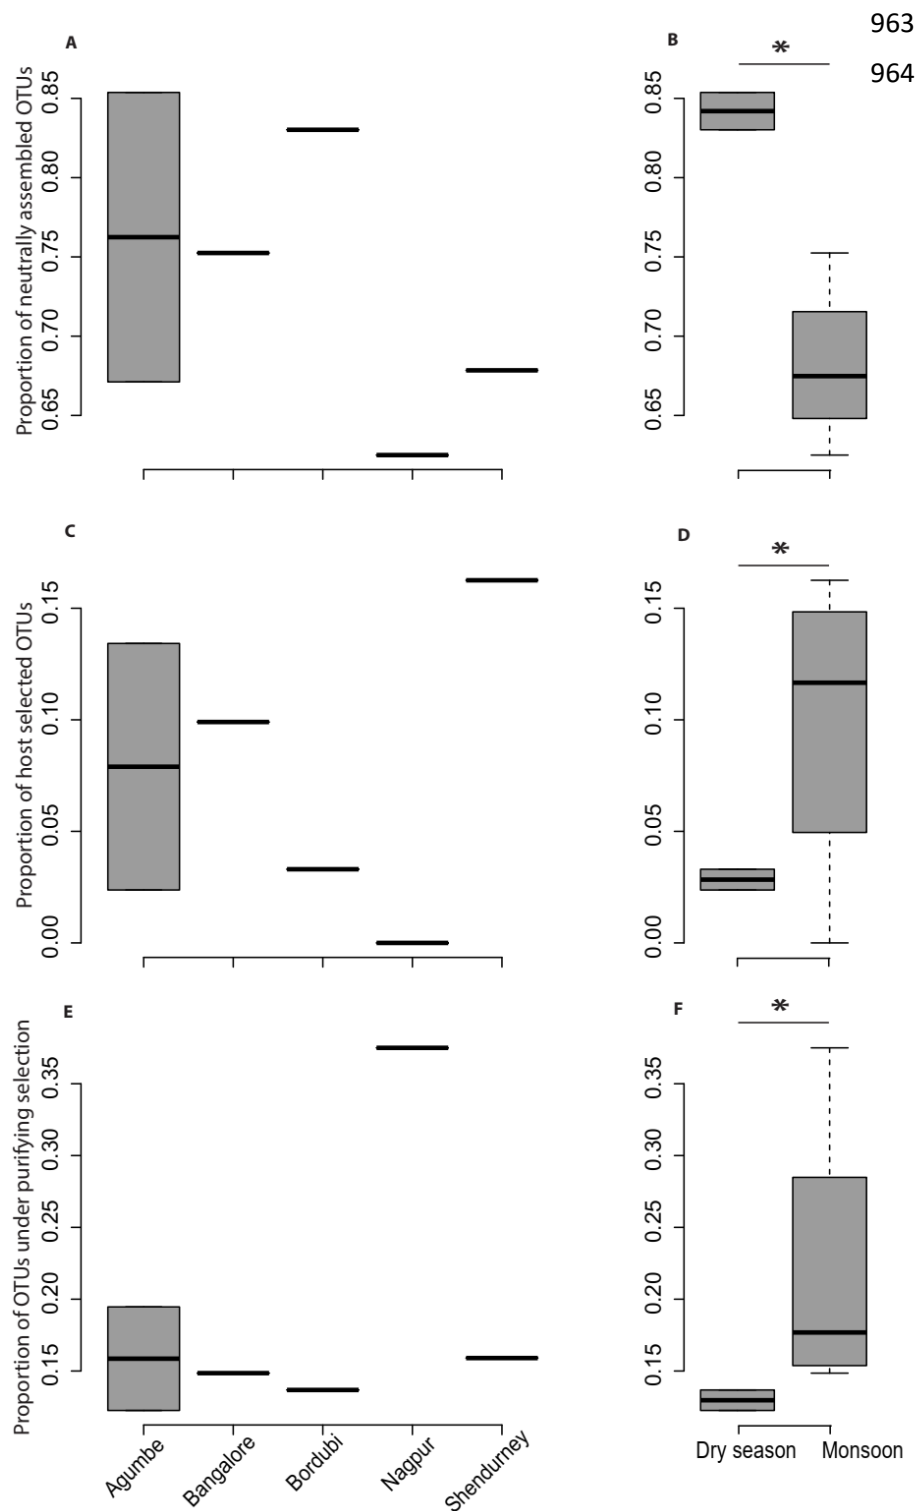 963
964
A
Proportion of neutrally assembled OTUs
0.85
0.80
0.75
0.70
0.65
B
*
0.85
0.80
0.75
0.70
0.65
C
Proportion of host selected OTUs
0.15
0.10
0.05
0.00
D
*
0.15
0.10
0.05
0.00
E
Proportion of OTUs under purifying selection
0.35
0.30
0.25
0.20
0.15
Agumbe
Bangalore
Bordubi
Nagpur
Shendurney
F
*
0.35
0.30
0.25
0.20
0.15
Dry season Monsoon